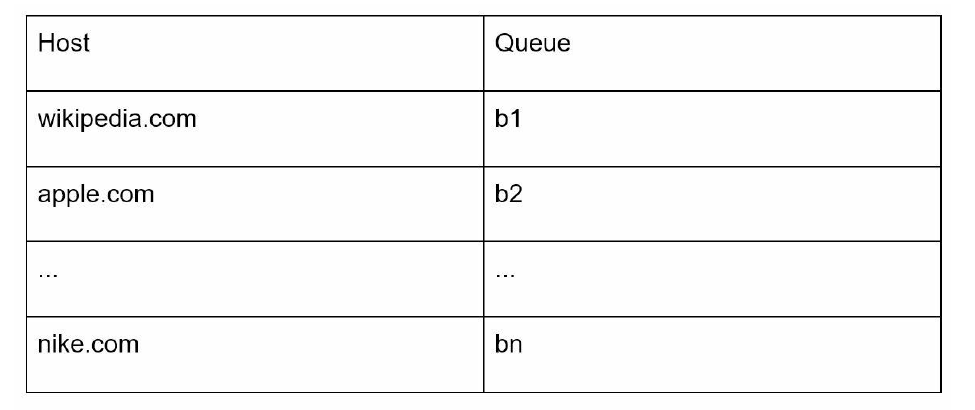 Host Queue
wikipedia.com b1
apple.com b2
... ...
nike.com bn